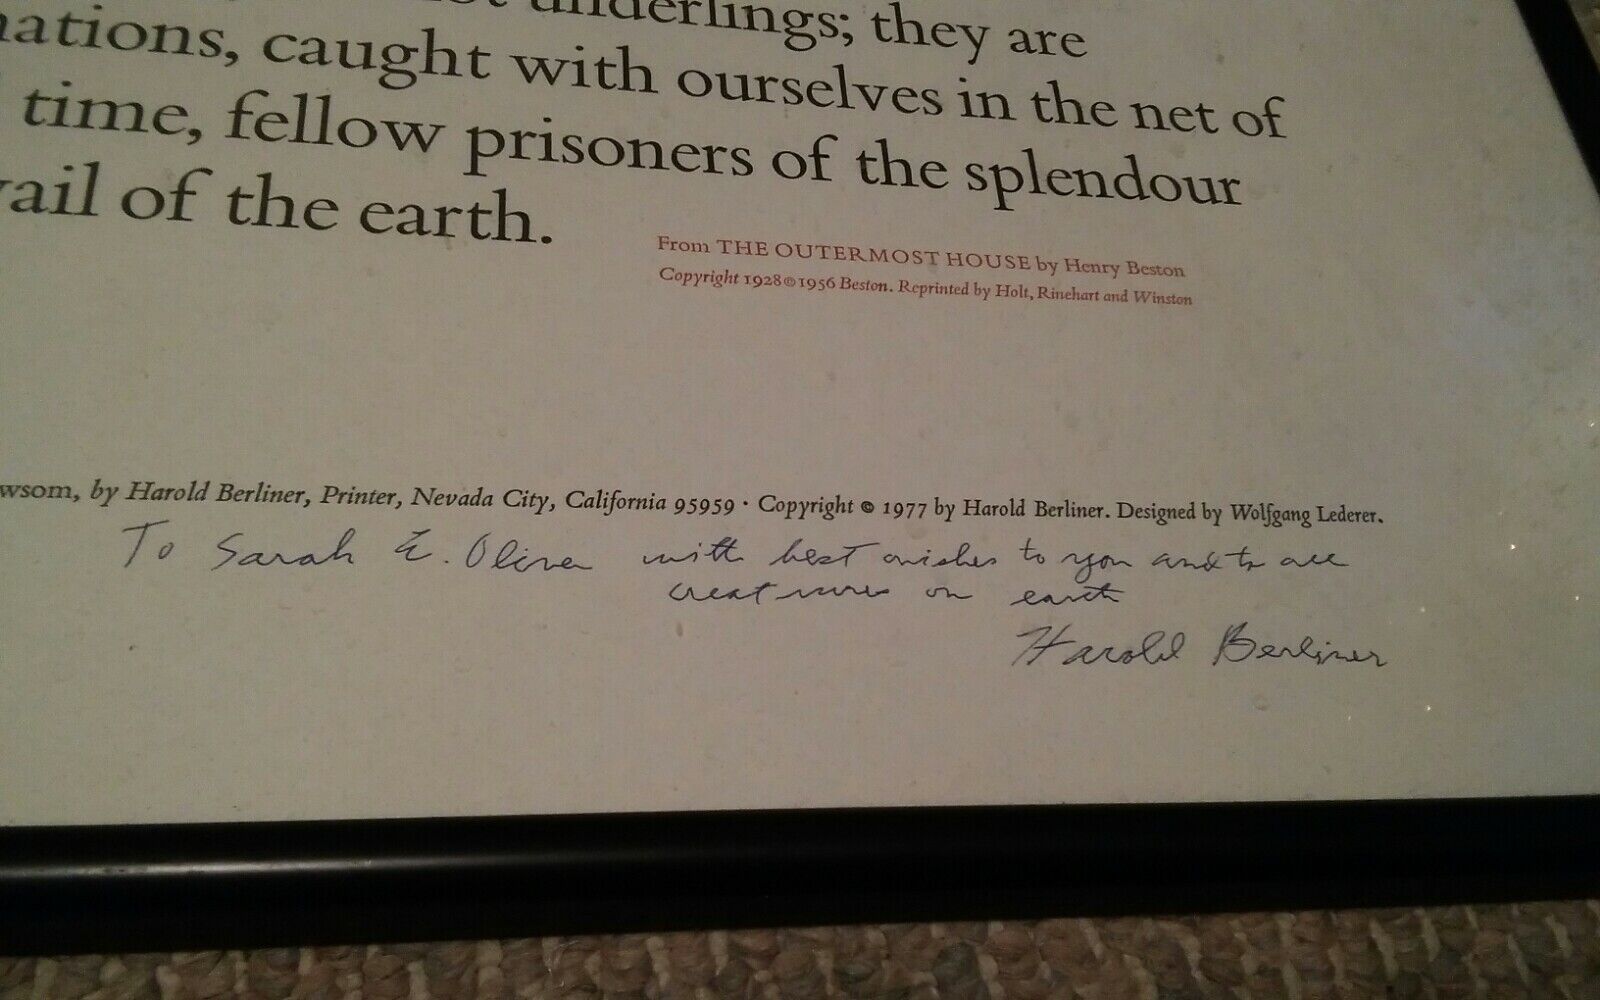 underlings; they are
nations, caught with ourselves in the net of
time, fellow prisoners of the splendour
vail of the earth.
From THE OUTERMOST HOUSE by Henry Beston
Copyright 1928©1956 Beston. Reprinted by Holt, Rinehart and Winston
wsom, by Harold Berliner, Printer, Nevada City, California 95959 · Copyright © 1977 by Harold Berliner. Designed by Wolfgang Lederer.
To Sarah E. Oliver with best wishes to you and to all
creatures on earth
Harold Berliner